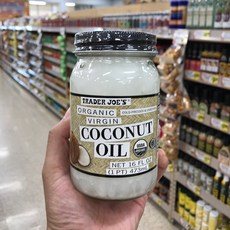 TRADER JOE'S
ORGANIC
VIRGIN
COCONUT
OIL
USDA
ORGANIC
NET 16 FL OZ
(1 PT) 473mL